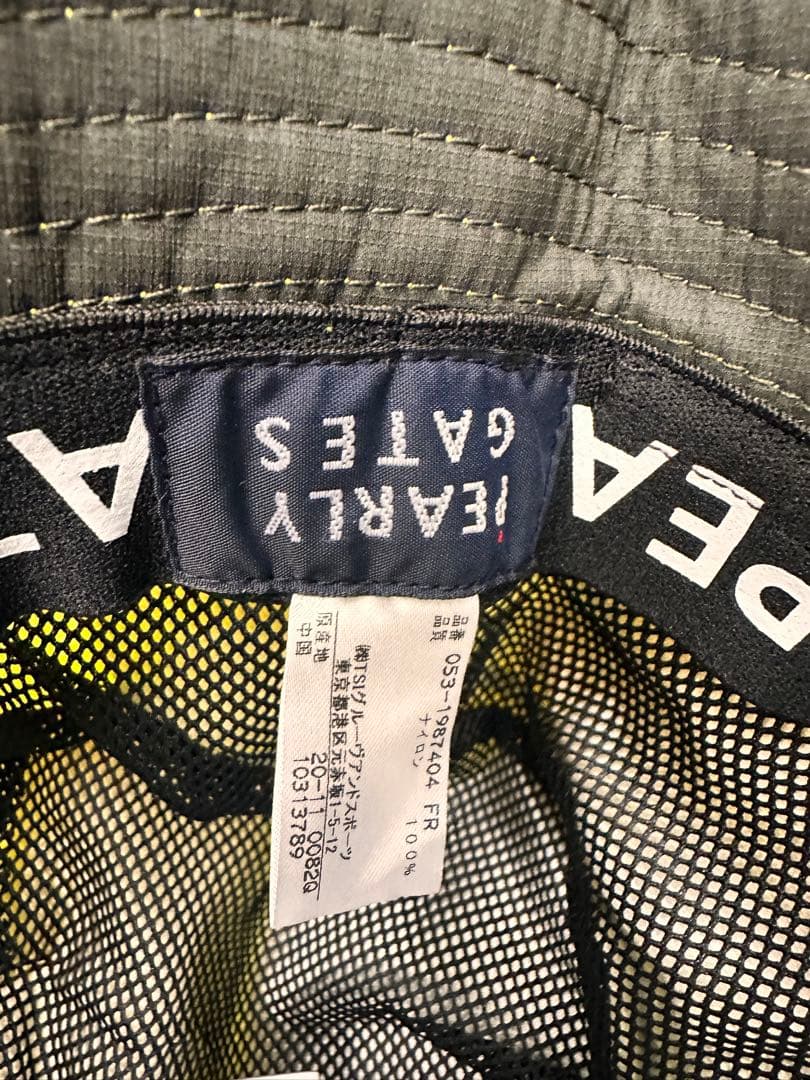 !EARLY
GATES
PEA
A
品番 053-1987404 FR
品質 ナイロン 100%
㈱TSIグルーヴアンドスポーツ
東京都港区元赤坂1-5-12
原産地
中国
20-11 0082Q
10313789